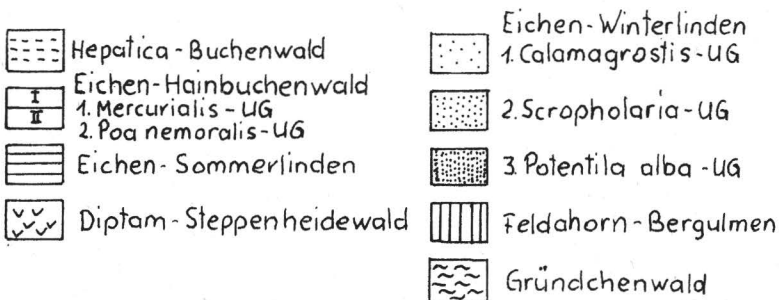 Hepatica-Buchenwald
Eichen-Hainbuchenwald
I
1. Mercurialis-UG
II
2. Poa nemoralis-UG
Eichen-Sommerlinden
Diptam-Steppenheidewald
Eichen-Winterlinden
1. Calamagrostis-UG
2. Scropholaria-UG
3. Potentila alba-UG
Feldahorn-Bergulmen
Gründchenwald